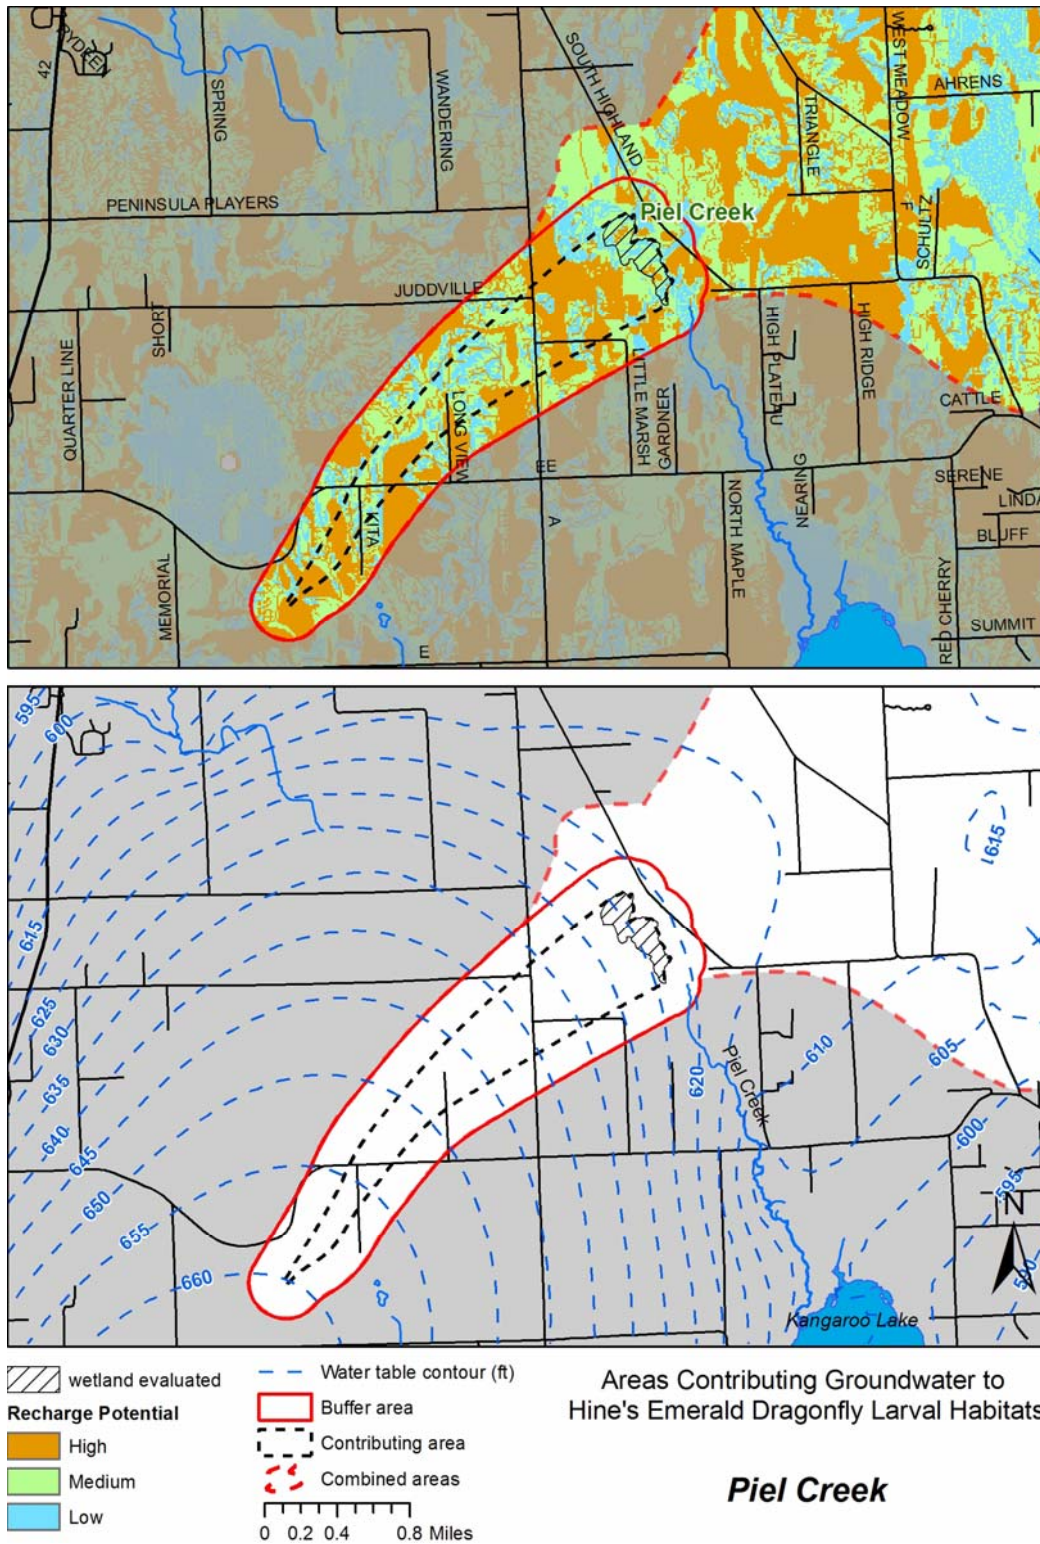 RYDEEN
42
SPRING
WANDERING
SOUTH HIGHLAND
WEST MEADOW
AHRENS
TRIANGLE
PENINSULA PLAYERS
Piel Creek
F
SCHULTZ
JUDDVILLE
SHORT
QUARTER LINE
LONG VIEW
LITTLE MARSH
GARDNER
HIGH PLATEAU
HIGH RIDGE
CATTLE
EE
KITA
A
NORTH MAPLE
NEARING
SERENE
LINDA
BLUFF
MEMORIAL
E
RED CHERRY
SUMMIT
595
600
615
615
625
630
635
640
645
650
655
660
620
Piel Creek
610
605
600
595
590
N
Kangaroo Lake
wetland evaluated
Recharge Potential
High
Medium
Low
Water table contour (ft)
Buffer area
Contributing area
Combined areas
0 0.2 0.4 0.8 Miles
Areas Contributing Groundwater to
Hine's Emerald Dragonfly Larval Habitats
Piel Creek